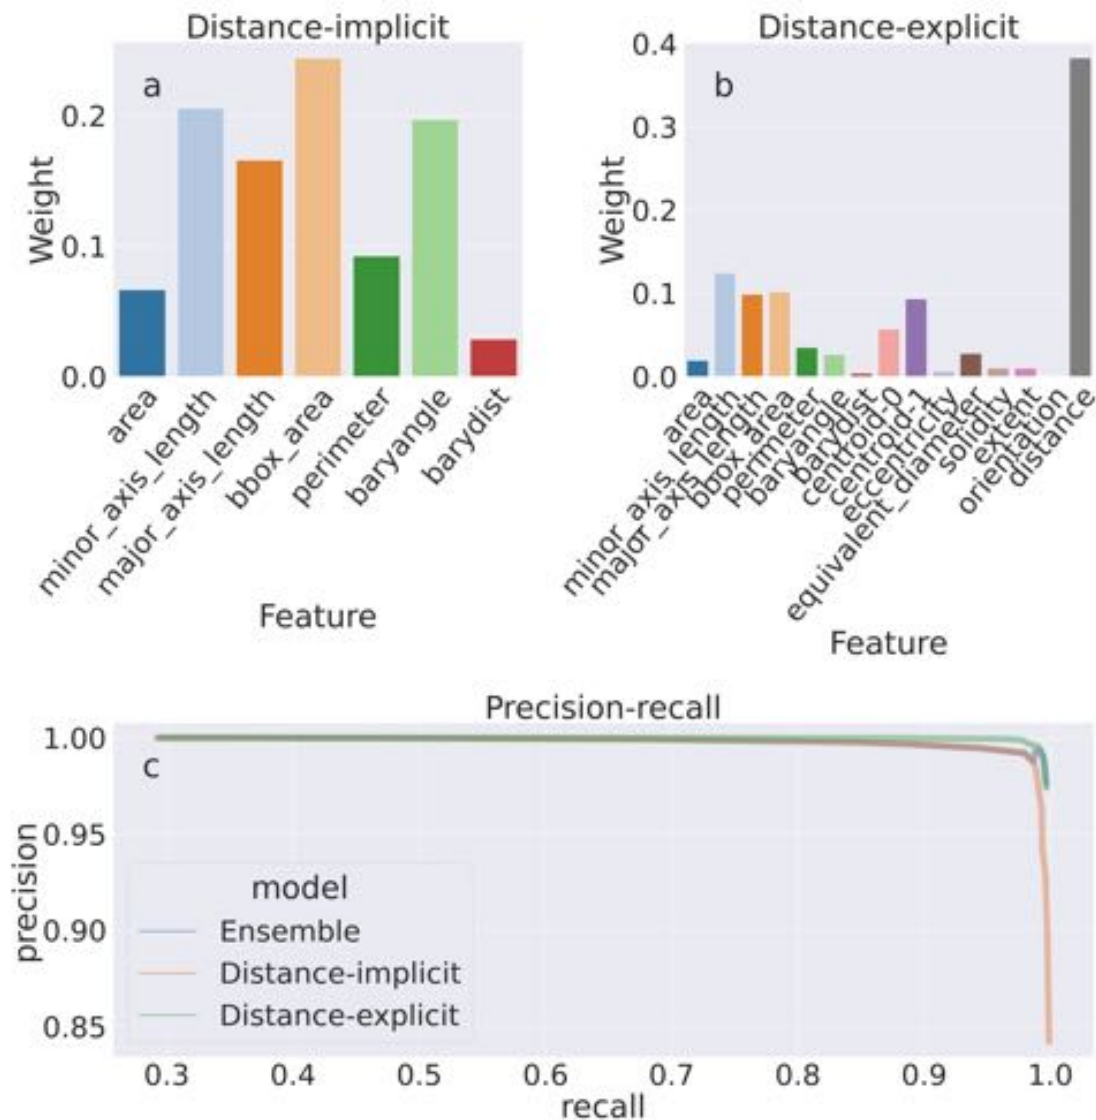 Distance-implicit
a
Weight
0.2
0.1
0.0
area
minor_axis_length
major_axis_length
bbox_area
perimeter
baryangle
barydist
Feature
Distance-explicit
b
Weight
0.4
0.3
0.2
0.1
0.0
area
minor_axis_length
major_axis_length
bbox_area
perimeter
baryangle
barydist
centroid-0
centroid-1
eccentricity
equivalent_diameter
solidity
extent
orientation
distance
Feature
Precision-recall
c
precision
1.00
0.95
0.90
0.85
model
Ensemble
Distance-implicit
Distance-explicit
0.3 0.4 0.5 0.6 0.7 0.8 0.9 1.0
recall